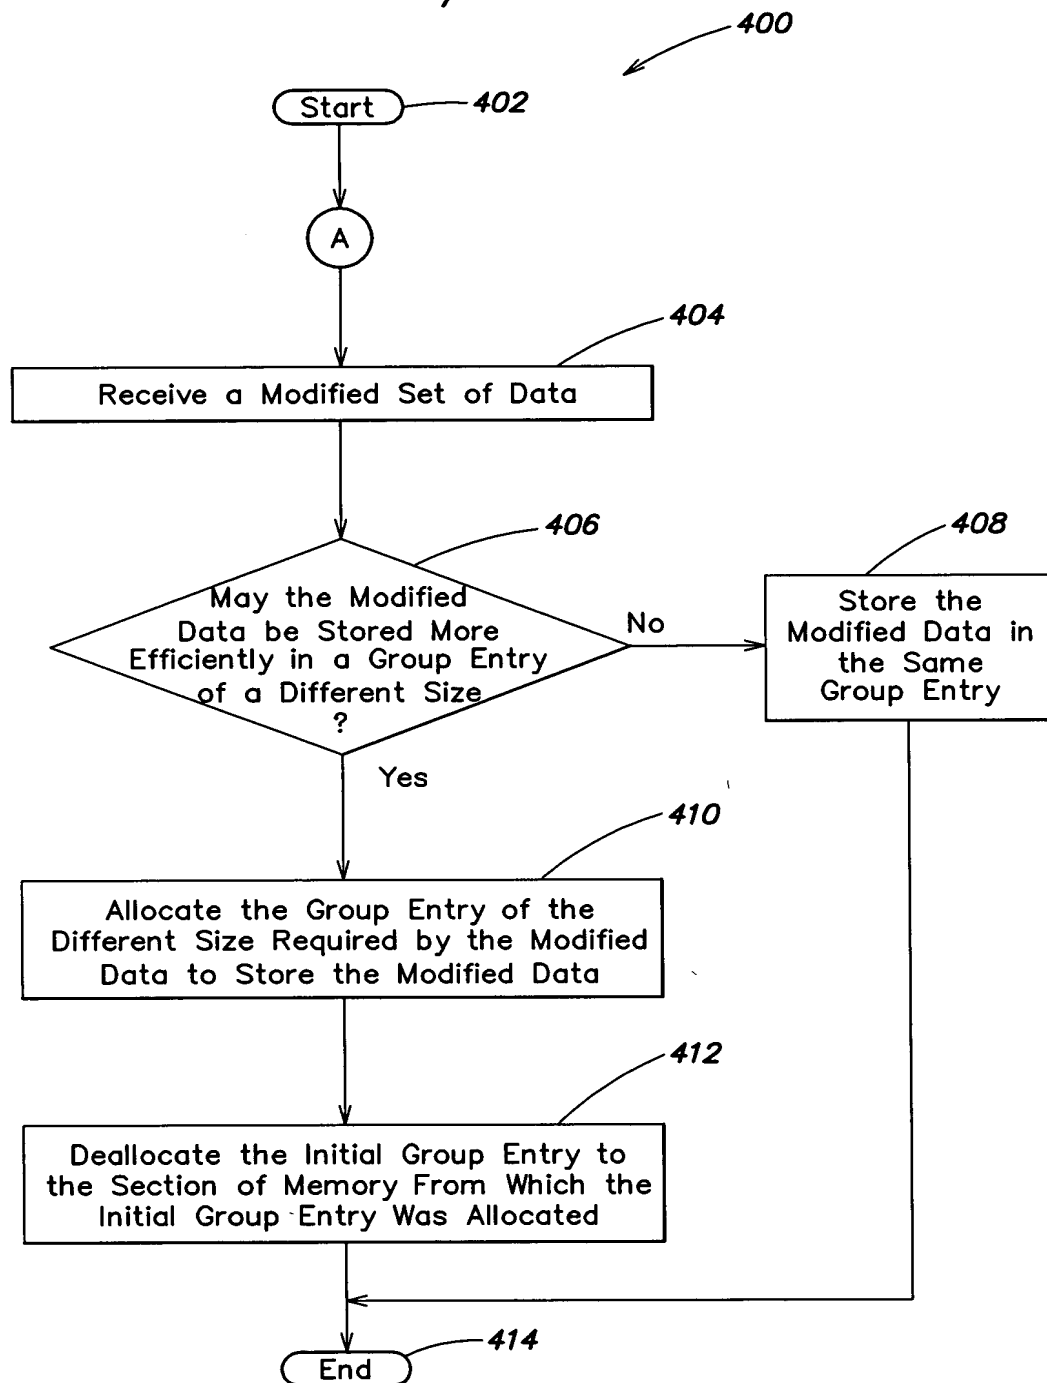 400
Start
402
A
404
Receive a Modified Set of Data
406
408
May the Modified
Data be Stored More
Efficiently in a Group Entry
of a Different Size
?
No
Store the
Modified Data in
the Same
Group Entry
Yes
410
Allocate the Group Entry of the
Different Size Required by the Modified
Data to Store the Modified Data
412
Deallocate the Initial Group Entry to
the Section of Memory From Which the
Initial Group Entry Was Allocated
414
End